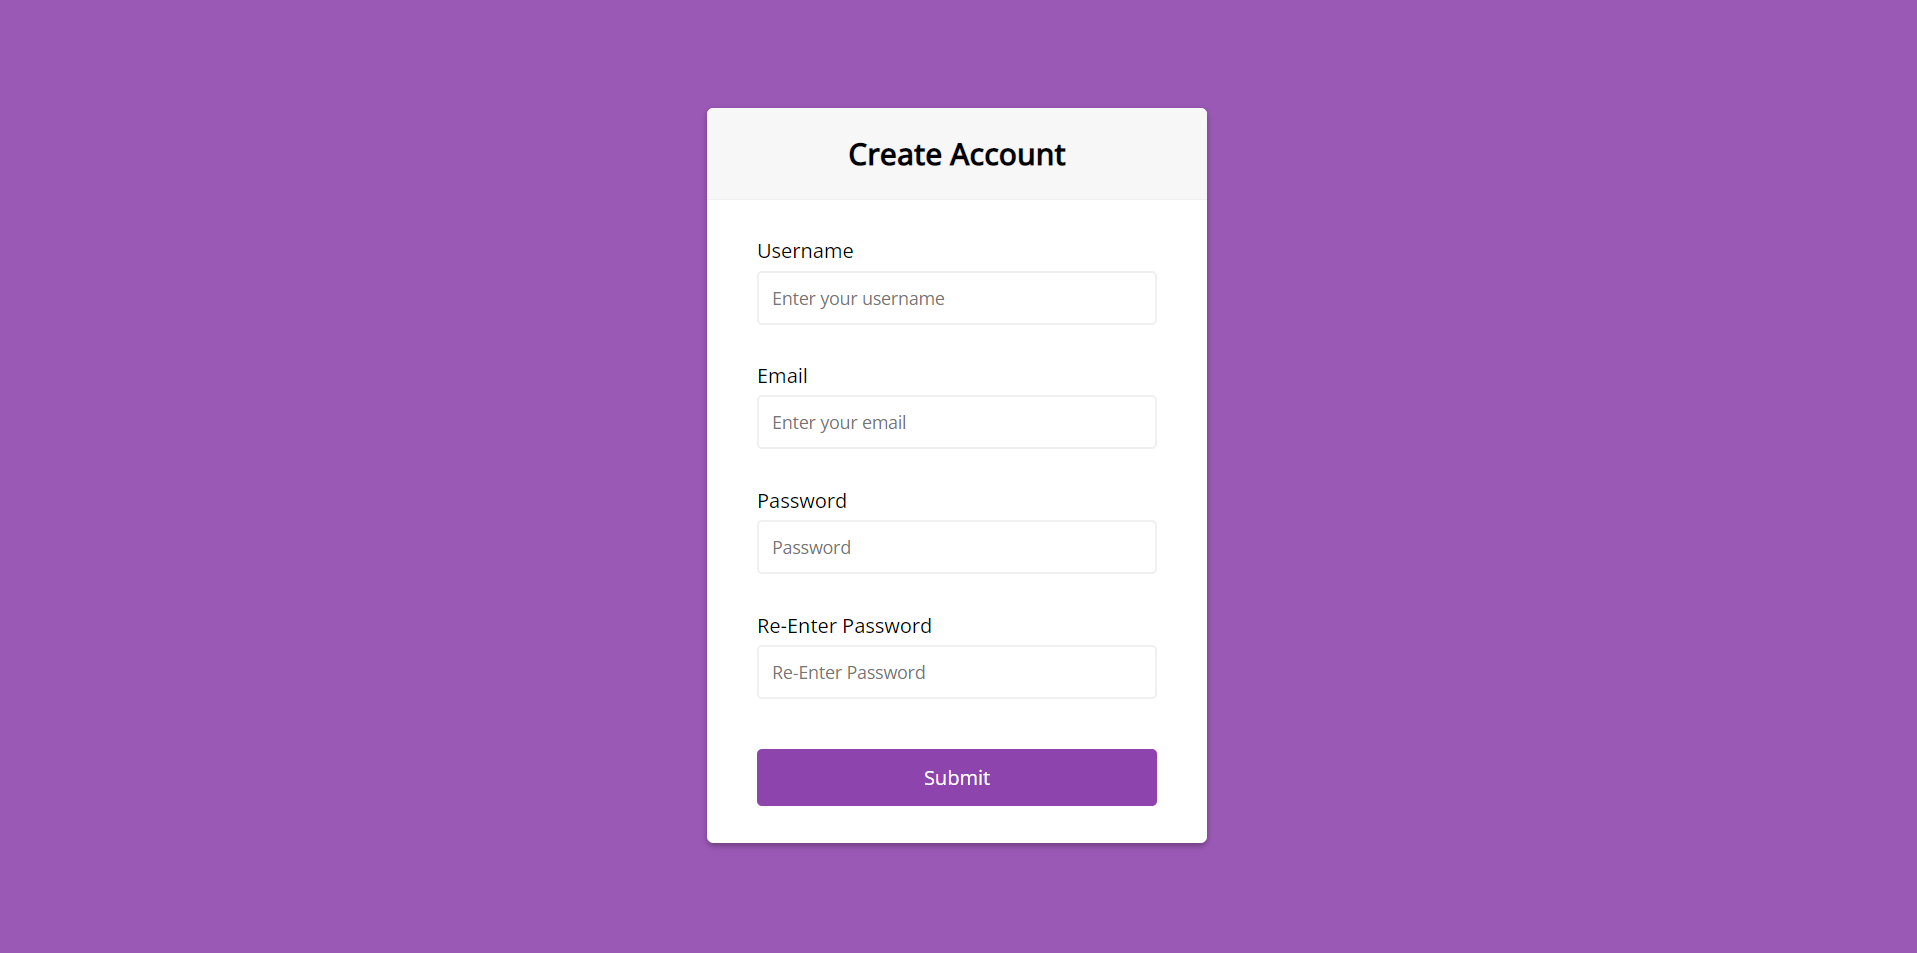 Create Account
Username
Enter your username
Email
Enter your email
Password
Password
Re-Enter Password
Re-Enter Password
Submit